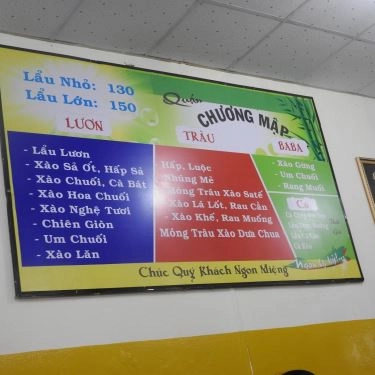 Lẩu Nhỏ: 130
Lẩu Lớn: 150
Quán
CHƯƠNG MẬP
LƯƠN
- Lẩu Lươn
- Xào Sả Ốt, Hấp Sả
- Xào Chuối, Cà Bát
- Xào Hoa Chuối
- Xào Nghệ Tươi
- Chiên Giòn
- Um Chuối
- Xào Lăn
TRÂU
- Hấp, Luộc
- Nhúng Mẻ
- Móng Trâu Xào Satế
- Xào Lá Lốt, Rau Cần
- Xào Khế, Rau Muống
Móng Trâu Xào Dưa Chua
BABA
- Xào Gừng
- Um Chuối
- Rang Muối
Cá
Chúc Quý Khách Ngon Miệng